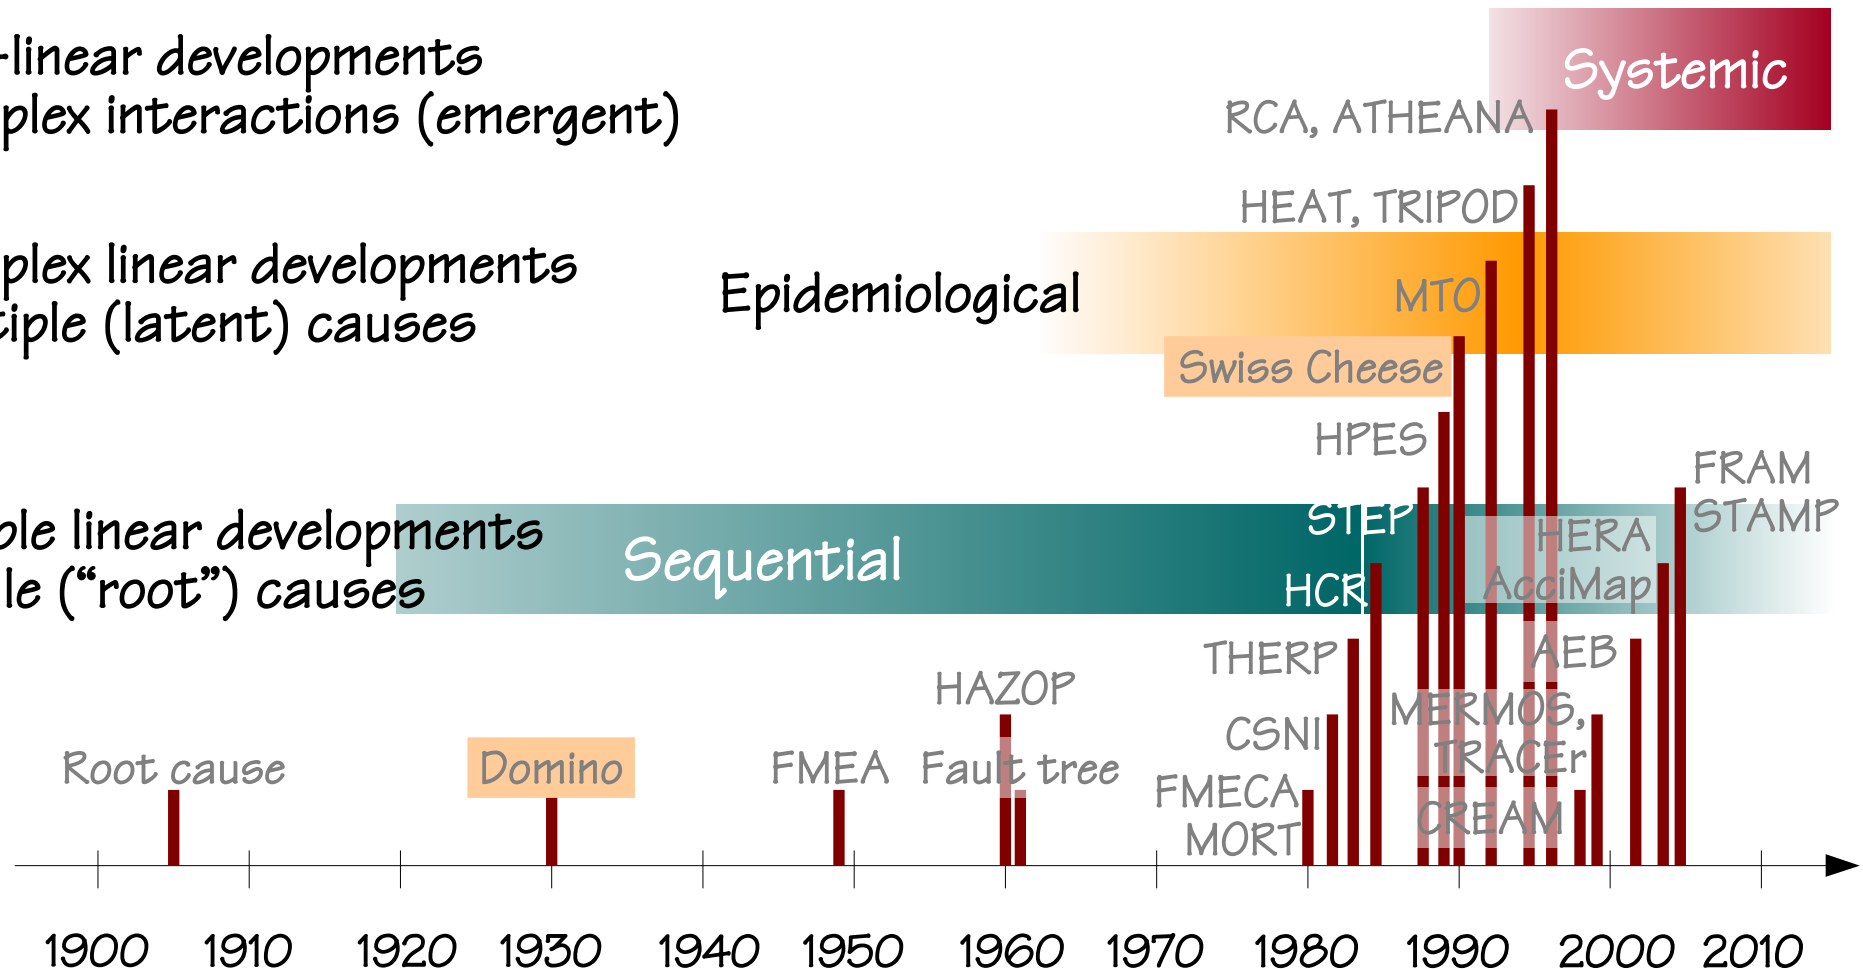 -linear developments
plex interactions (emergent)
Systemic
RCA, ATHEANA
HEAT, TRIPOD
plex linear developments
tiple (latent) causes
Epidemiological
MTO
Swiss Cheese
HPES
FRAM
STAMP
ple linear developments
le (“root”) causes
Sequential
STEP
HERA
HCR
AcciMap
THERP
AEB
HAZOP
MERMOS,
CSNI
TRACEr
Root cause
Domino
FMEA
Fault tree
FMECA
MORT
CREAM
1900 1910 1920 1930 1940 1950 1960 1970 1980 1990 2000 2010